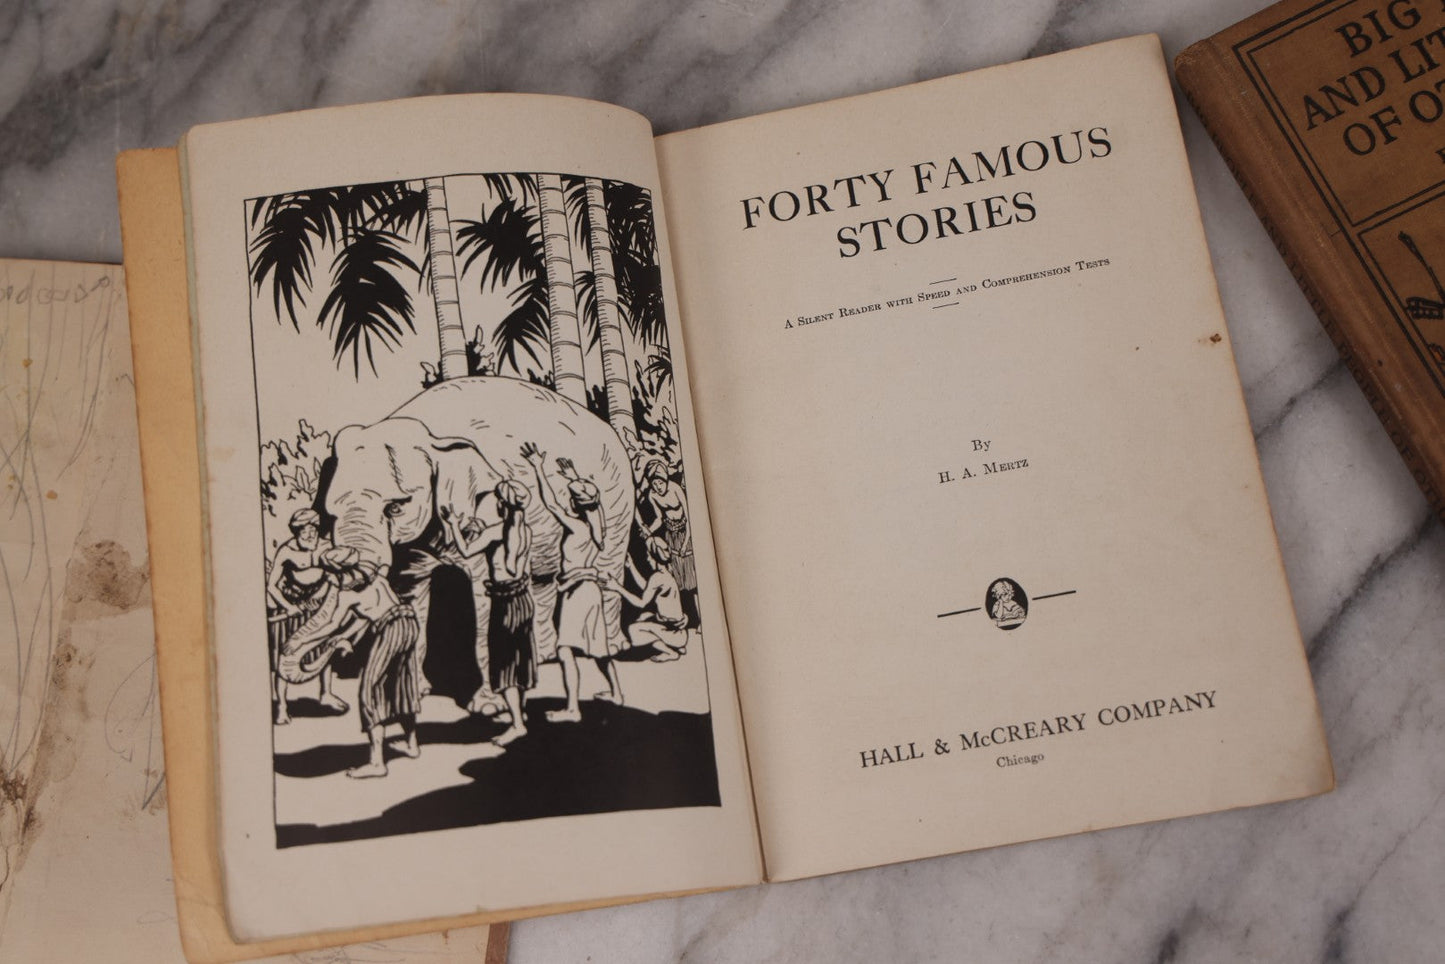 FORTY FAMOUS
STORIES
A SILENT READER WITH SPEED AND COMPREHENSION TESTS
By
H. A. MERTZ
HALL & McCREARY COMPANY
Chicago
BIG
AND
OF